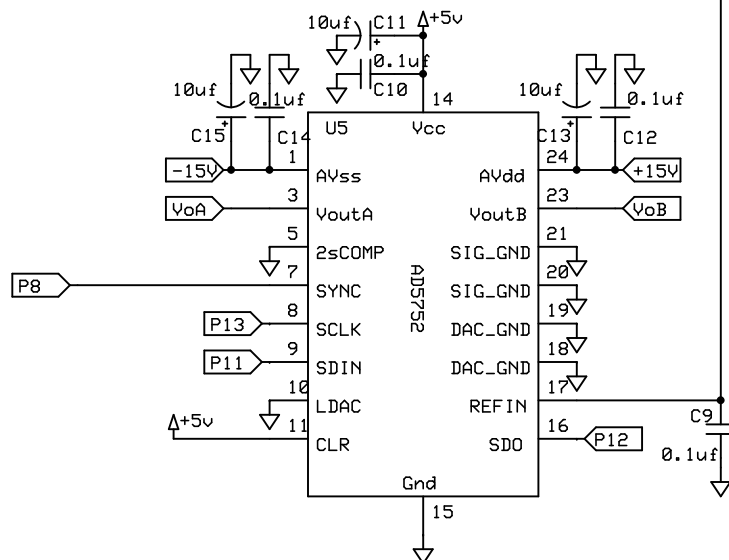 +5v
10uf
C11
0.1uf
C10
10uf
0.1uf
C15
C14
10uf
0.1uf
C13
C12
14
U5
Vcc
-15V
1
AVss
AVdd
24
+15V
VoA
3
VoutA
VoutB
23
VoB
5
2sCOMP
SIG_GND
21
P8
7
SYNC
SIG_GND
20
AD5752
P13
8
SCLK
DAC_GND
19
P11
9
SDIN
DAC_GND
18
10
LDAC
REFIN
17
C9
0.1uf
+5v
11
CLR
SDO
16
P12
Gnd
15